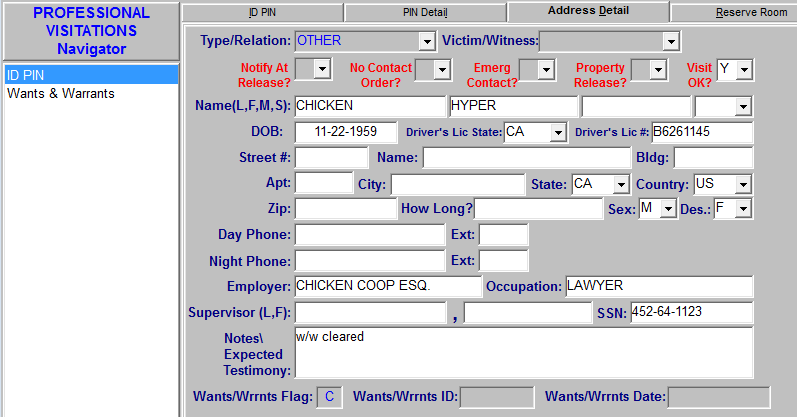 PROFESSIONAL
VISITATIONS
Navigator
ID PIN
Wants & Warrants
ID PIN PIN Detail Address Detail Reserve Room
Type/Relation: OTHER Victim/Witness:
Notify At Release? No Contact Order? Emerg Contact? Property Release? Visit OK? Y
Name(L,F,M,S): CHICKEN HYPER
DOB: 11-22-1959 Driver's Lic State: CA Driver's Lic #: B6261145
Street #: Name: Bldg:
Apt: City: State: CA Country: US
Zip: How Long? Sex: M Des.: F
Day Phone: Ext:
Night Phone: Ext:
Employer: CHICKEN COOP ESQ. Occupation: LAWYER
Supervisor (L,F): , SSN: 452-64-1123
Notes\ Expected Testimony: w/w cleared
Wants/Wrrnts Flag: C Wants/Wrrnts ID: Wants/Wrrnts Date: